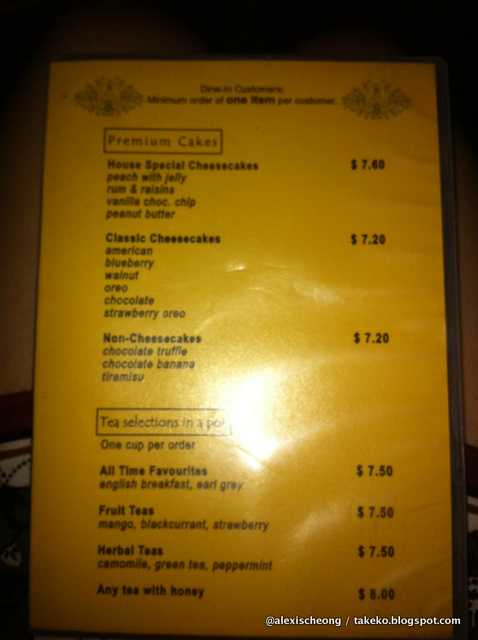 Dine-In Customers:
Minimum order of one item per customer.
Premium Cakes
House Special Cheesecakes $ 7.60
peach with jelly
rum & raisins
vanilla choc. chip
peanut butter
Classic Cheesecakes $ 7.20
american
blueberry
walnut
oreo
chocolate
strawberry oreo
Non-Cheesecakes $ 7.20
chocolate truffle
chocolate banana
tiramisu
Tea selections in a pot
One cup per order
All Time Favourites $ 7.50
english breakfast, earl grey
Fruit Teas $ 7.50
mango, blackcurrant, strawberry
Herbal Teas $ 7.50
camomile, green tea, peppermint
Any tea with honey $ 8.00
@alexischeong / takeko.blogspot.com